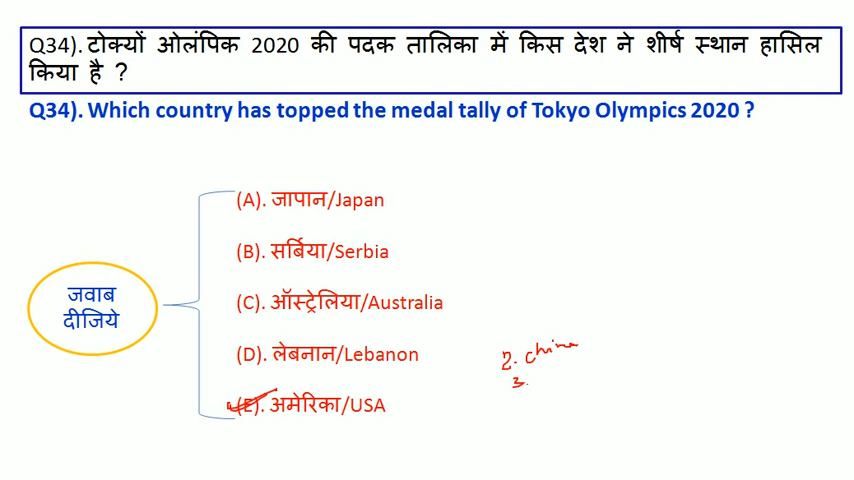 Q34). टोक्यों ओलंपिक 2020 की पदक तालिका में किस देश ने शीर्ष स्थान हासिल
किया है ?
Q34). Which country has topped the medal tally of Tokyo Olympics 2020 ?
(A). जापान/Japan
(B). सर्बिया/Serbia
(C). ऑस्ट्रेलिया/Australia
(D). लेबनान/Lebanon
(E). अमेरिका/USA
जवाब
दीजिये
2. China
3.